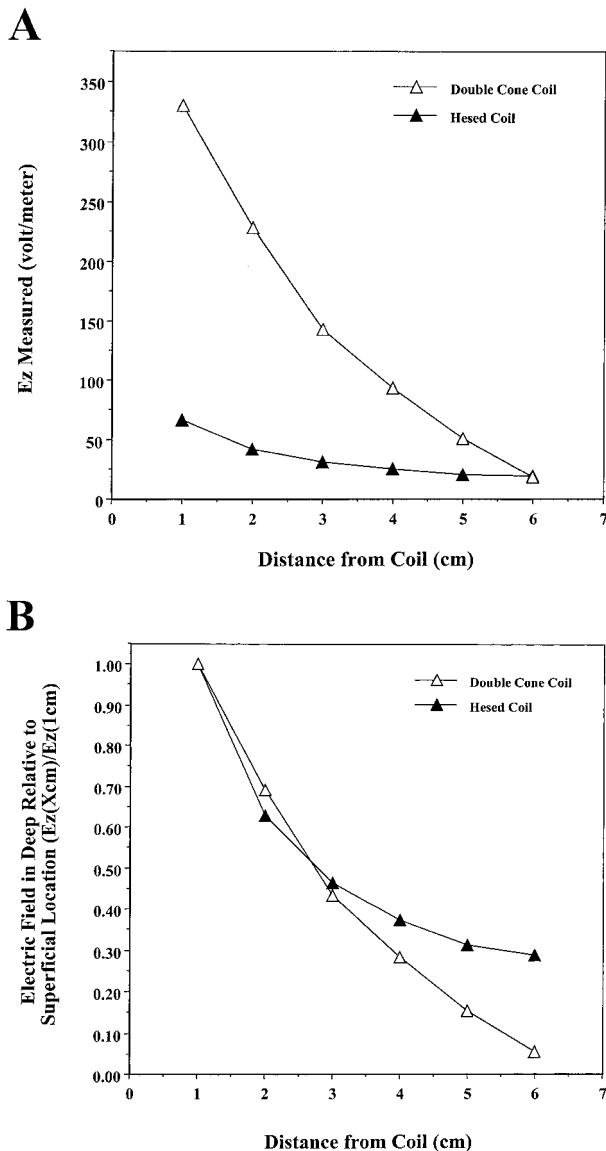 A
350
300
250
200
150
100
50
0
Ez Measured (volt/meter)
Double Cone Coil
Hesed Coil
0 1 2 3 4 5 6 7
Distance from Coil (cm)
B
1.00
0.90
0.80
0.70
0.60
0.50
0.40
0.30
0.20
0.10
0.00
Electric Field in Deep Relative to
Superficial Location (Ez(Xcm)/Ez(1cm)
Double Cone Coil
Hesed Coil
0 1 2 3 4 5 6 7
Distance from Coil (cm)